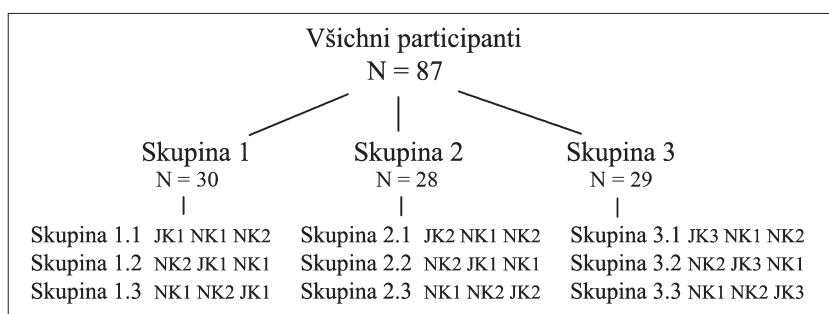 Všichni participanti
N = 87
Skupina 1 Skupina 2 Skupina 3
N = 30 N = 28 N = 29
Skupina 1.1 JK1 NK1 NK2 Skupina 2.1 JK2 NK1 NK2 Skupina 3.1 JK3 NK1 NK2
Skupina 1.2 NK2 JK1 NK1 Skupina 2.2 NK2 JK1 NK1 Skupina 3.2 NK2 JK3 NK1
Skupina 1.3 NK1 NK2 JK1 Skupina 2.3 NK1 NK2 JK2 Skupina 3.3 NK1 NK2 JK3